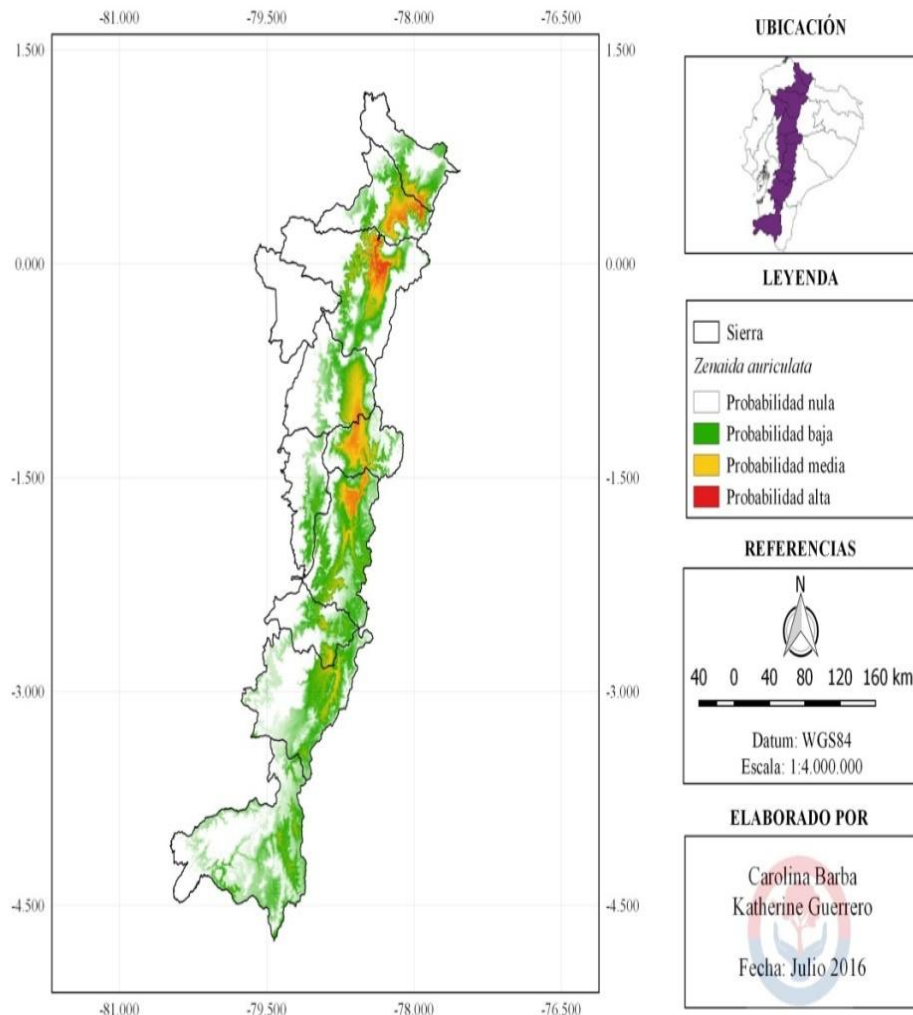 -81.000 -79.500 -78.000 -76.500
1.500 1.500
0.000 0.000
-1.500 -1.500
-3.000 -3.000
-4.500 -4.500
-81.000 -79.500 -78.000 -76.500
UBICACIÓN
LEYENDA
Sierra
Zenaida auriculata
Probabilidad nula
Probabilidad baja
Probabilidad media
Probabilidad alta
REFERENCIAS
N
40 0 40 80 120 160 km
Datum: WGS84
Escala: 1:4.000.000
ELABORADO POR
Carolina Barba
Katherine Guerrero
Fecha: Julio 2016